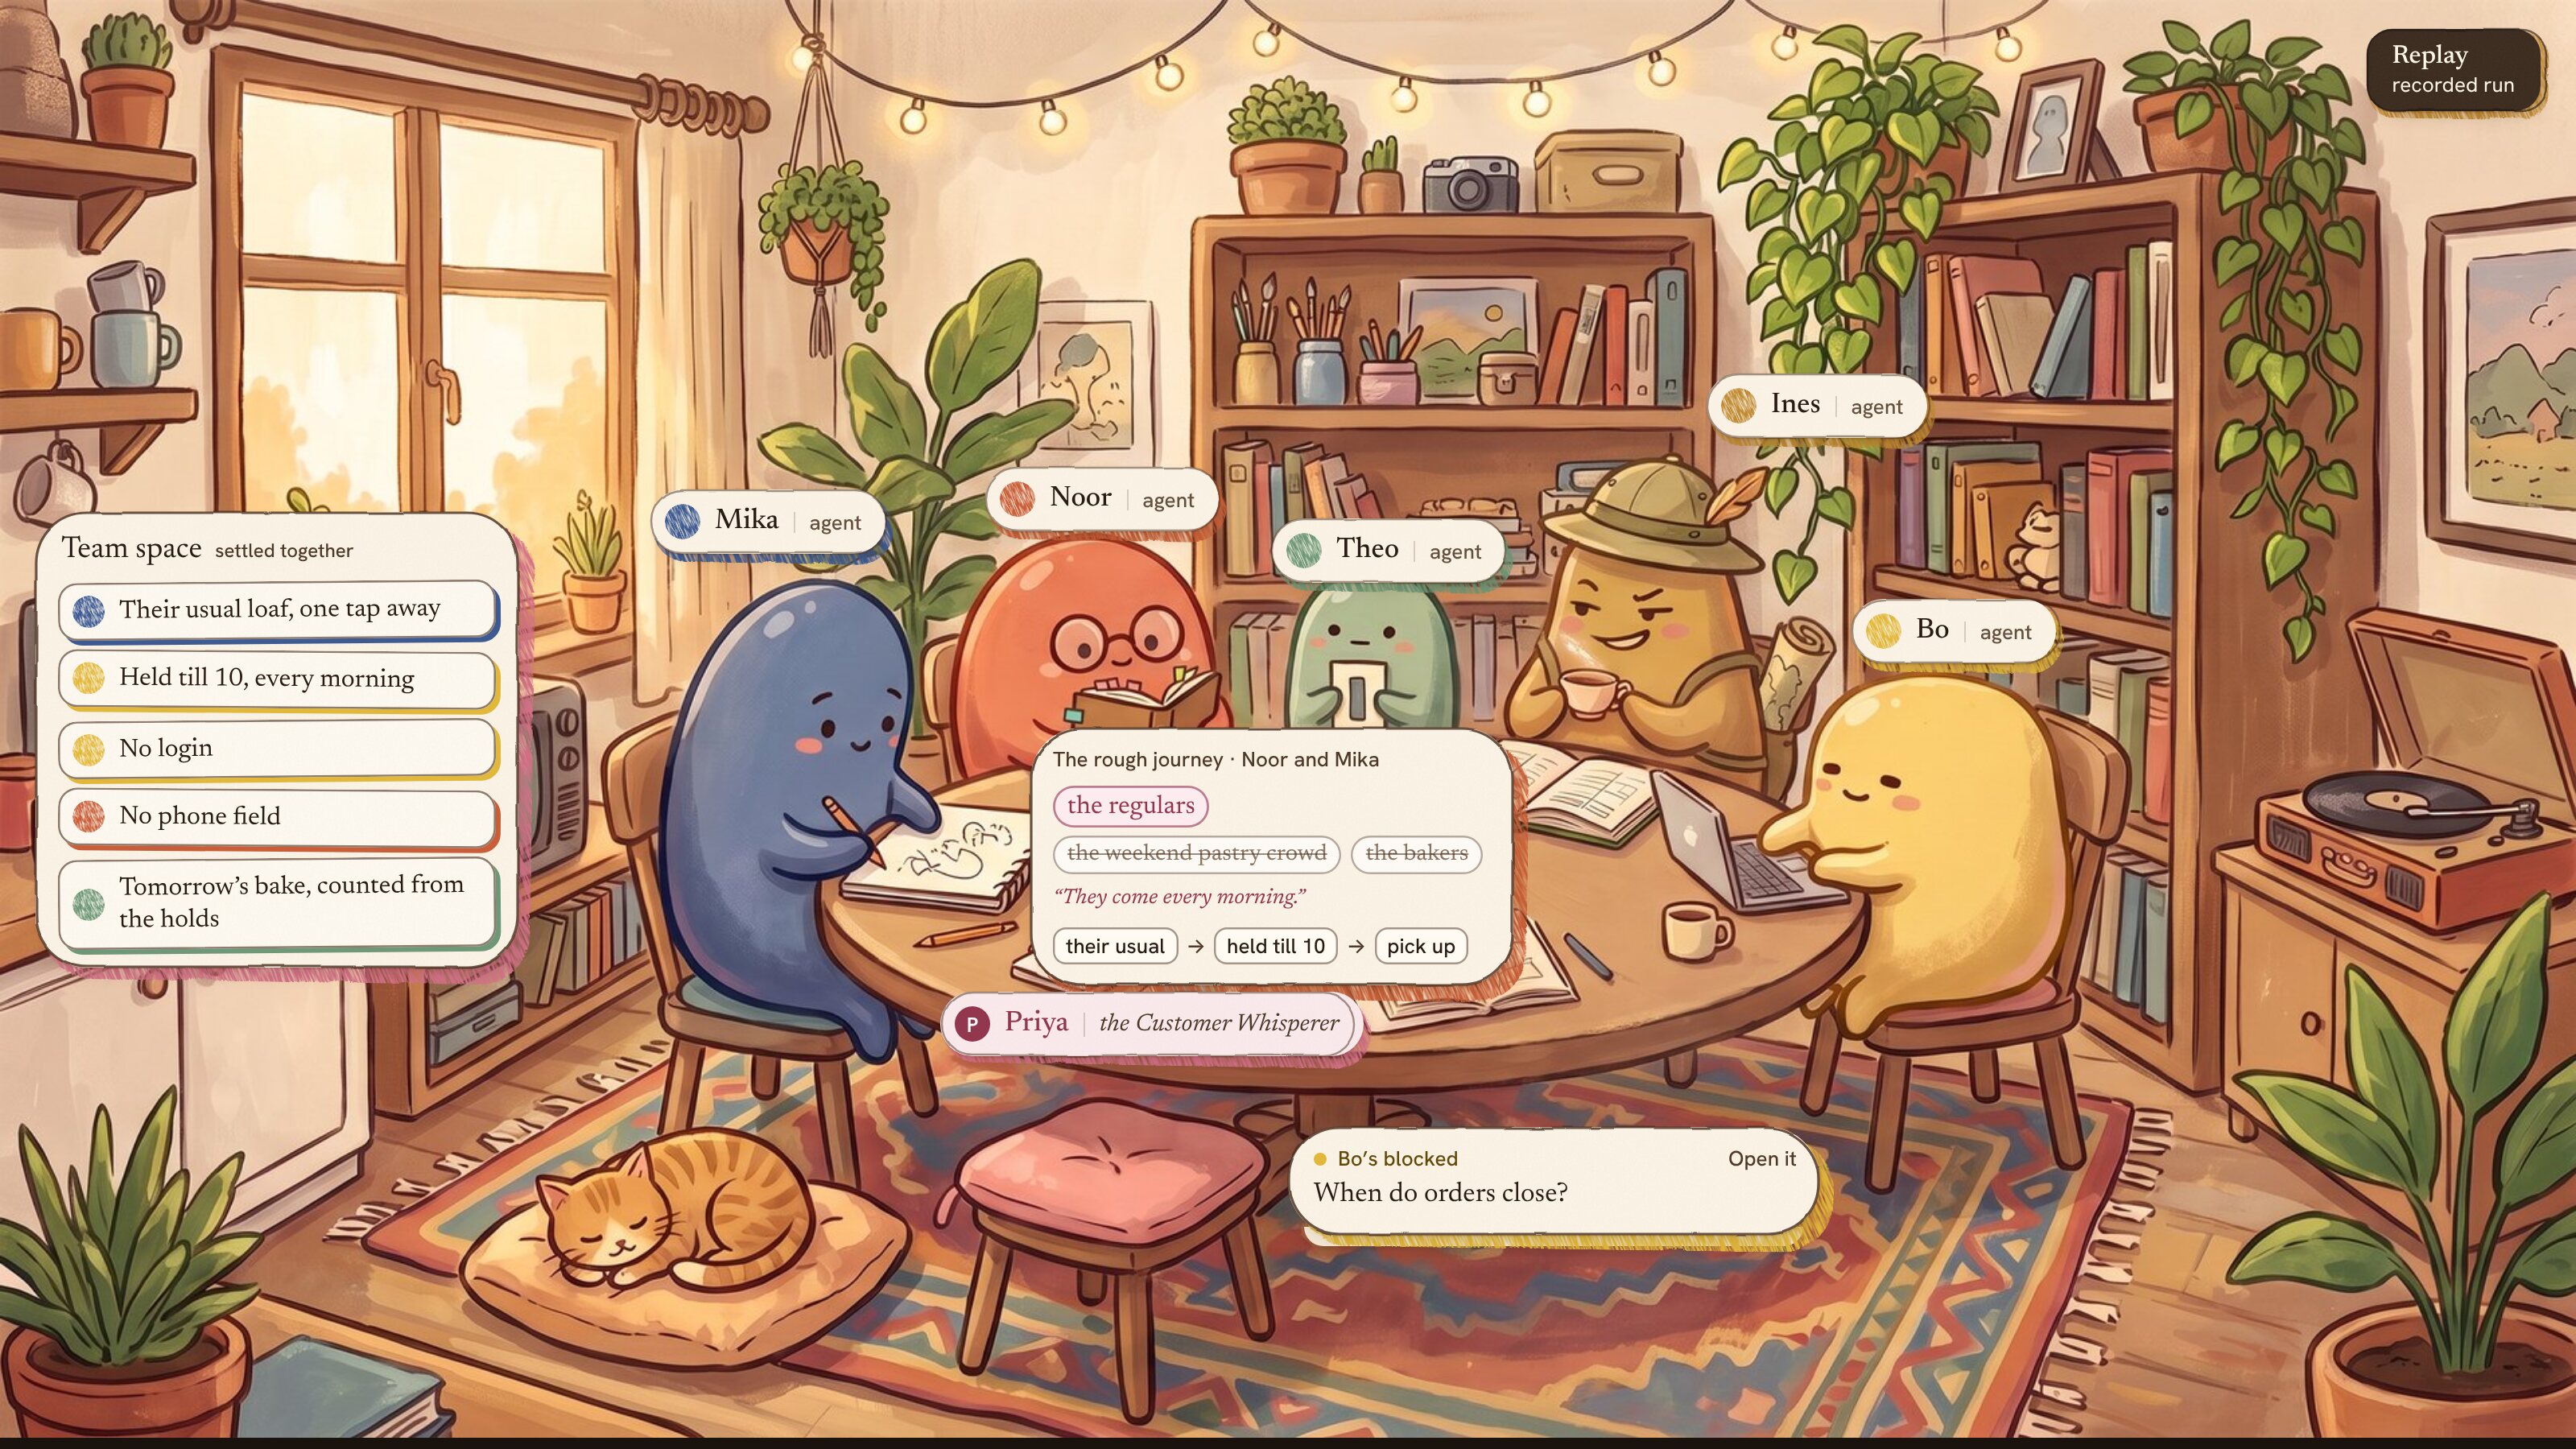 Replay
recorded run
Ines agent
Noor agent
Mika agent
Theo agent
Bo agent
Team space settled together
Their usual loaf, one tap away
Held till 10, every morning
No login
No phone field
Tomorrow’s bake, counted from
the holds
The rough journey · Noor and Mika
the regulars
the weekend pastry crowd the bakers
“They come every morning.”
their usual → held till 10 → pick up
P Priya the Customer Whisperer
Bo’s blocked Open it
When do orders close?